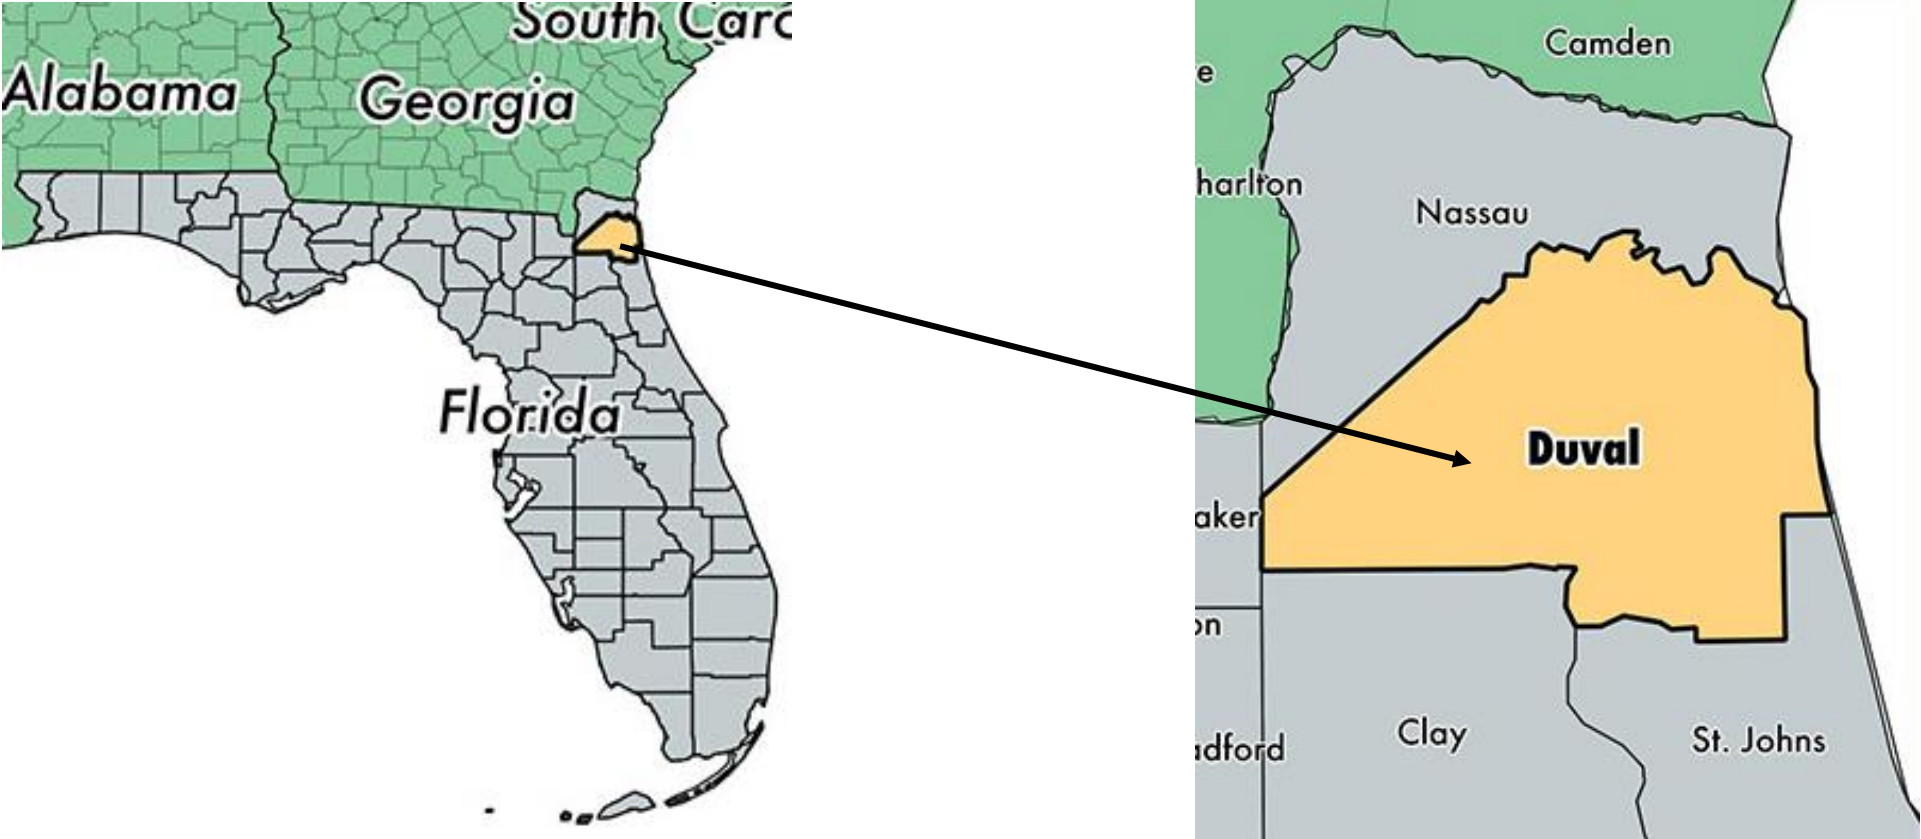 South Carc
Alabama
Georgia
Florida
Camden
e
harlton
Nassau
Duval
aker
on
Clay
St. Johns
adford